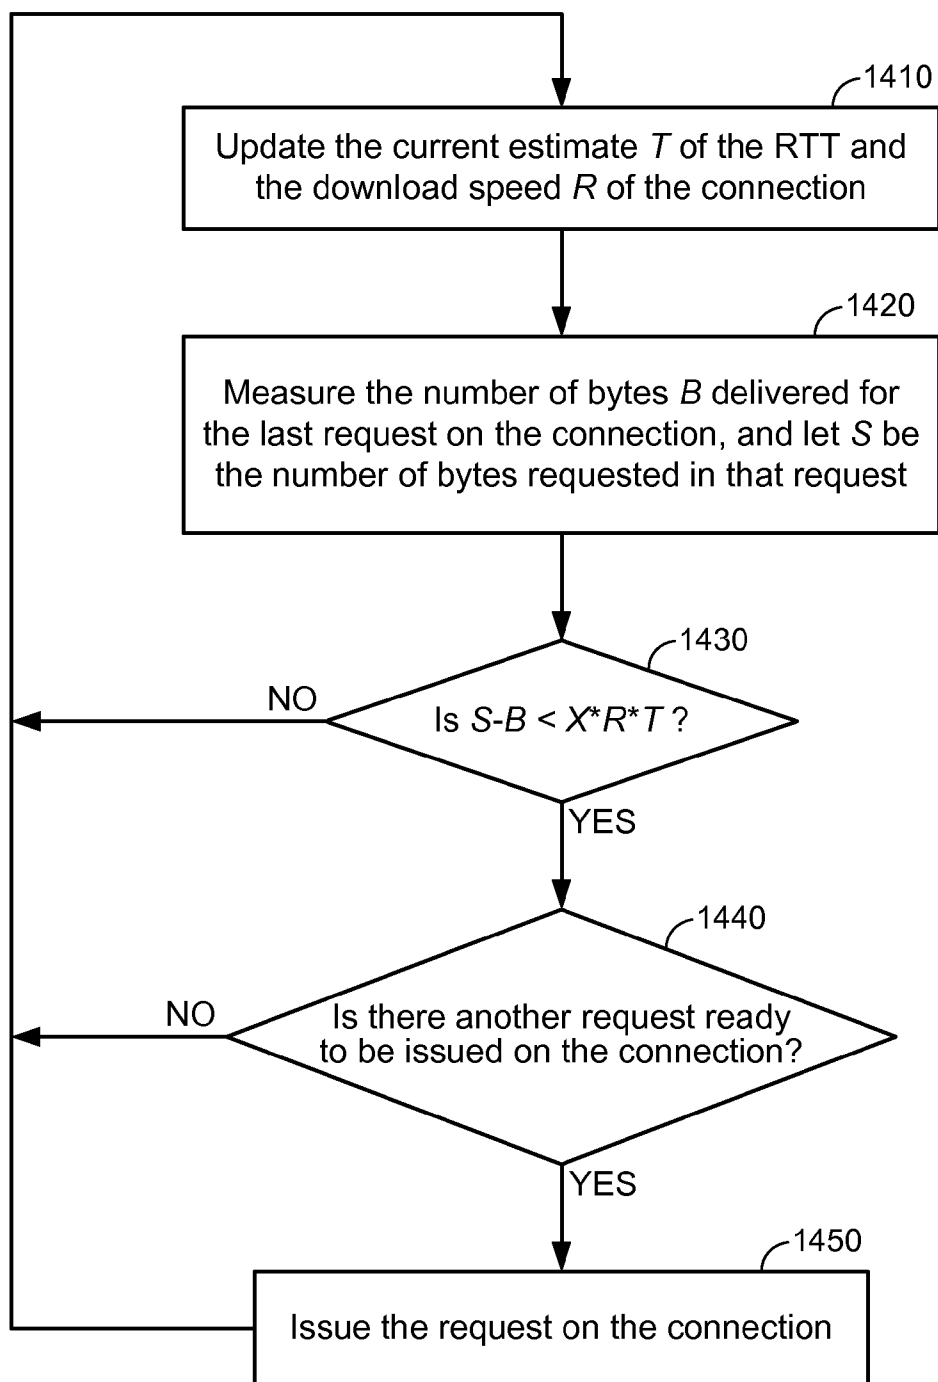 1410
Update the current estimate T of the RTT and
the download speed R of the connection
1420
Measure the number of bytes B delivered for
the last request on the connection, and let S be
the number of bytes requested in that request
1430
NO
Is S-B < X*R*T ?
YES
1440
NO
Is there another request ready
to be issued on the connection?
YES
1450
Issue the request on the connection